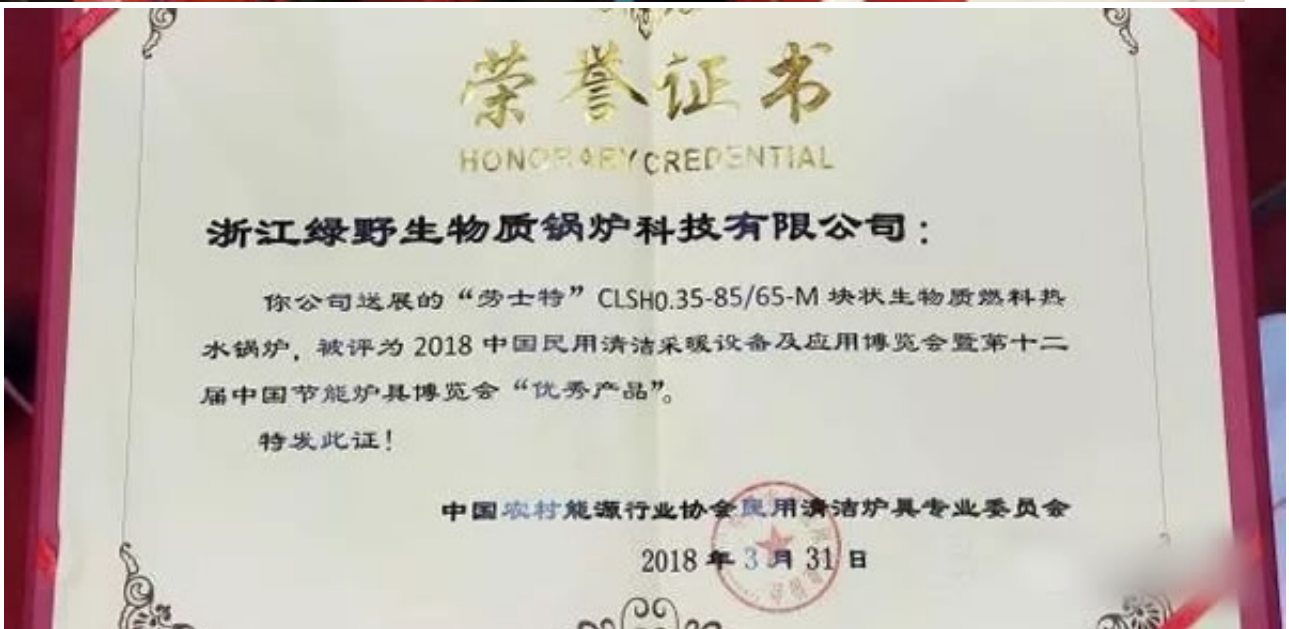 荣誉证书
HONORARY CREDENTIAL
浙江绿野生物质锅炉科技有限公司：
你公司送展的“劳士特”CLSH0.35-85/65-M 块状生物质燃料热
水锅炉，被评为 2018 中国民用清洁采暖设备及应用博览会暨第十二
届中国节能炉具博览会“优秀产品”。
特发此证！
中国农村能源行业协会民用清洁炉具专业委员会
2018 年 3 月 31 日